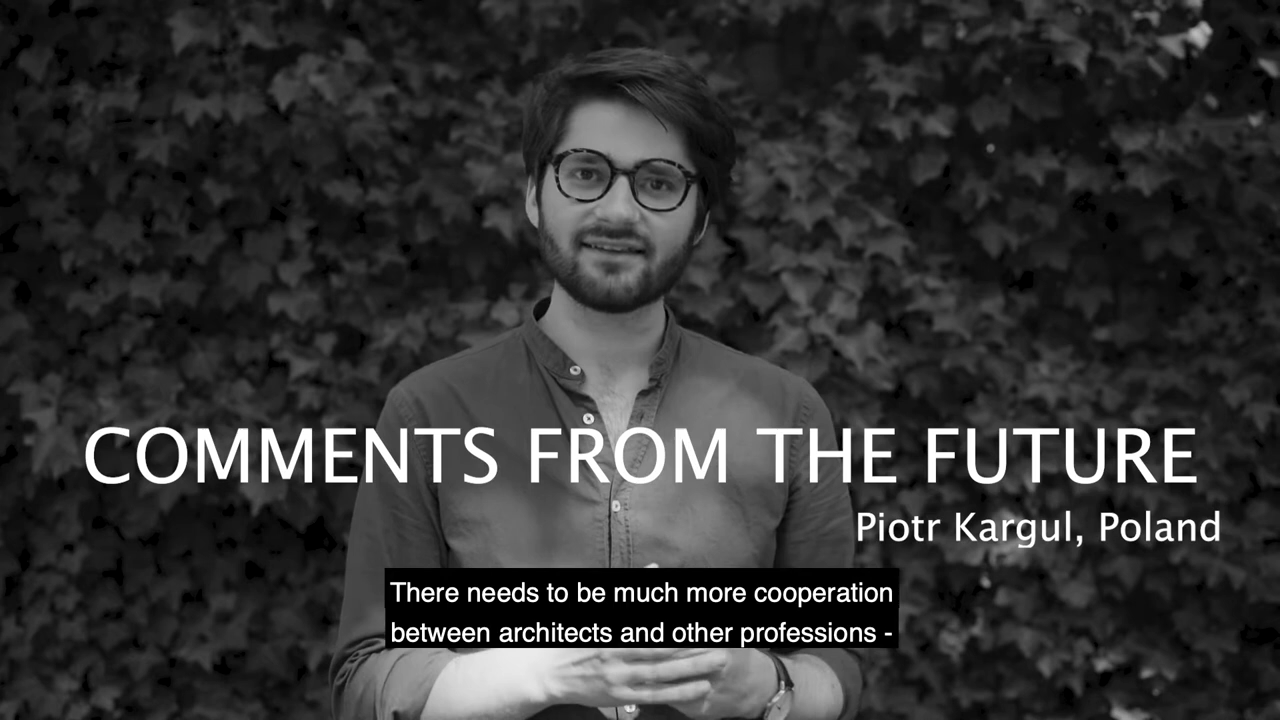 COMMENTS FROM THE FUTURE
Piotr Kargul, Poland
There needs to be much more cooperation
between architects and other professions -